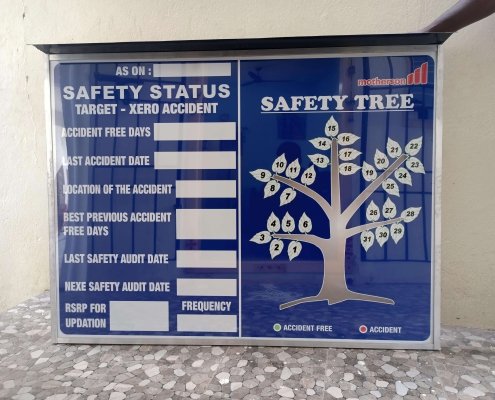 AS ON :
SAFETY STATUS
TARGET - XERO ACCIDENT
ACCIDENT FREE DAYS
LAST ACCIDENT DATE
LOCATION OF THE ACCIDENT
BEST PREVIOUS ACCIDENT
FREE DAYS
LAST SAFETY AUDIT DATE
NEXE SAFETY AUDIT DATE
RSRP FOR
UPDATION
FREQUENCY
motherson
SAFETY TREE
1
2
3
4
5
6
7
8
9
10
11
12
13
14
15
16
17
18
19
20
21
22
23
24
25
26
27
28
29
30
31
ACCIDENT FREE
ACCIDENT